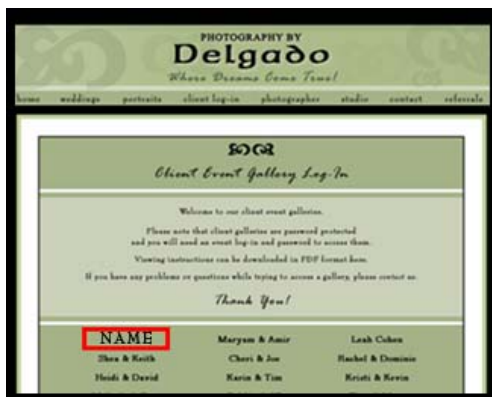 PHOTOGRAPHY BY
Delgado
Where Dreams Come True!
home weddings portraits client log-in photographer studio contact referrals
Client Event Gallery Log-In
Welcome to our client event galleries.
Please note that client galleries are password protected
and you will need an event log-in and password to access them.
Viewing instructions can be downloaded in PDF format here.
If you have any problems or questions while trying to access a gallery, please contact us.
Thank You!
NAME Maryam & Amir Leah Cohen
Shea & Keith Cheri & Joe Rachel & Dominic
Heidi & David Karin & Tim Kristi & Kevin